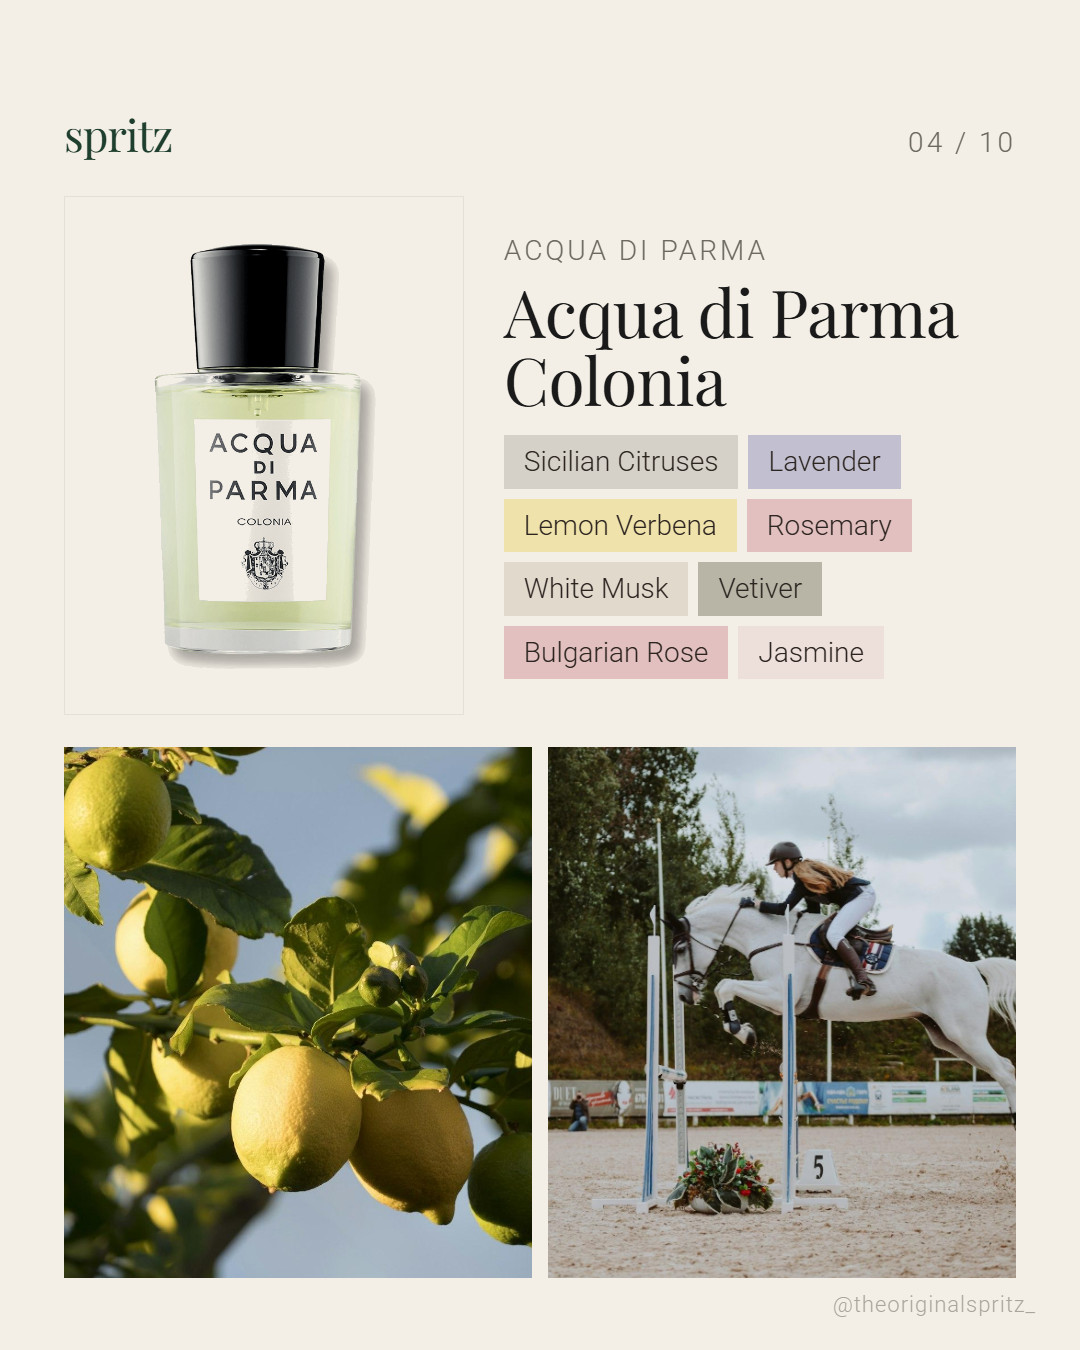 spritz
04 / 10
ACQUA DI PARMA
Acqua di Parma
Colonia
Sicilian Citruses
Lavender
Lemon Verbena
Rosemary
White Musk
Vetiver
Bulgarian Rose
Jasmine
ACQUA
DI
PARMA
COLONIA
DUET
5
@theoriginalspritz_